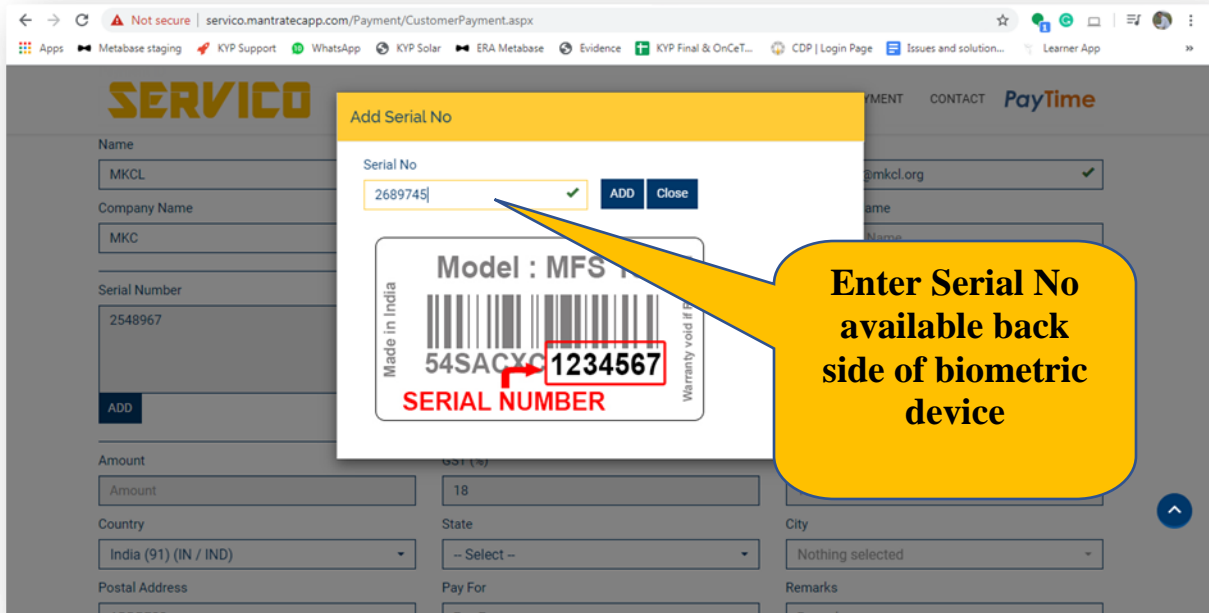 Not secure | servico.mantratecapp.com/Payment/CustomerPayment.aspx
Apps Metabase staging KYP Support WhatsApp KYP Solar ERA Metabase Evidence KYP Final & OnCeT... CDP | Login Page Issues and solution... Learner App »
SERVICO
CONTACT PayTime
Add Serial No
Name
MKCL
@mkcl.org
Serial No
2689745 ADD Close
Company Name
MKC
Name
Model : MFS
Made in India
54SACXC 1234567
SERIAL NUMBER
Warranty void if
Enter Serial No
available back
side of biometric
device
Serial Number
2548967
ADD
Amount GST (%)
Amount 18
Country State City
India (91) (IN / IND) -- Select -- Nothing selected
Postal Address Pay For Remarks